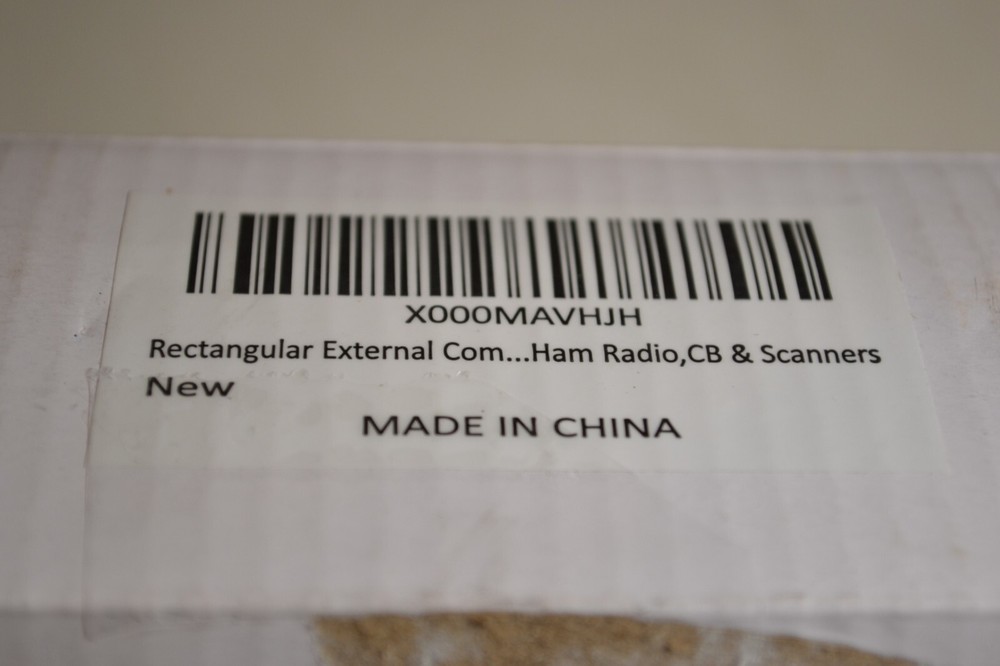 X000MAVHJH
Rectangular External Com...Ham Radio,CB & Scanners
New
MADE IN CHINA